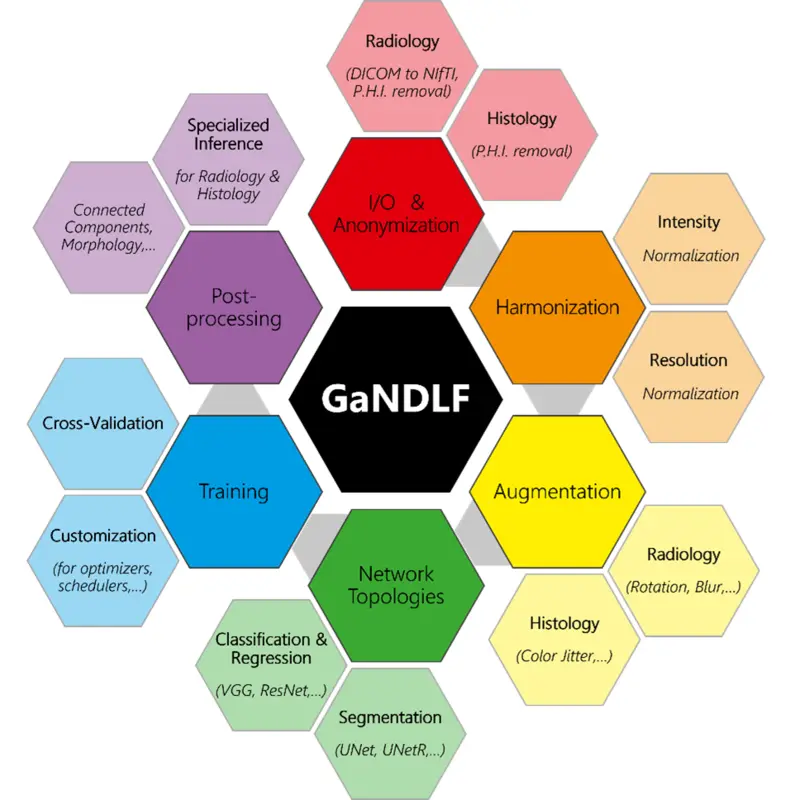 Radiology
(DICOM to NIfTI,
P.H.I. removal)
Histology
(P.H.I. removal)
Specialized
Inference
for Radiology &
Histology
Connected
Components,
Morphology,...
I/O &
Anonymization
Intensity
Normalization
Post-
processing
Harmonization
Resolution
Normalization
GaNDLF
Cross-Validation
Training
Augmentation
Customization
(for optimizers,
schedulers,...)
Network
Topologies
Radiology
(Rotation, Blur,...)
Histology
(Color Jitter,...)
Classification &
Regression
(VGG, ResNet,...)
Segmentation
(UNet, UNetR,...)